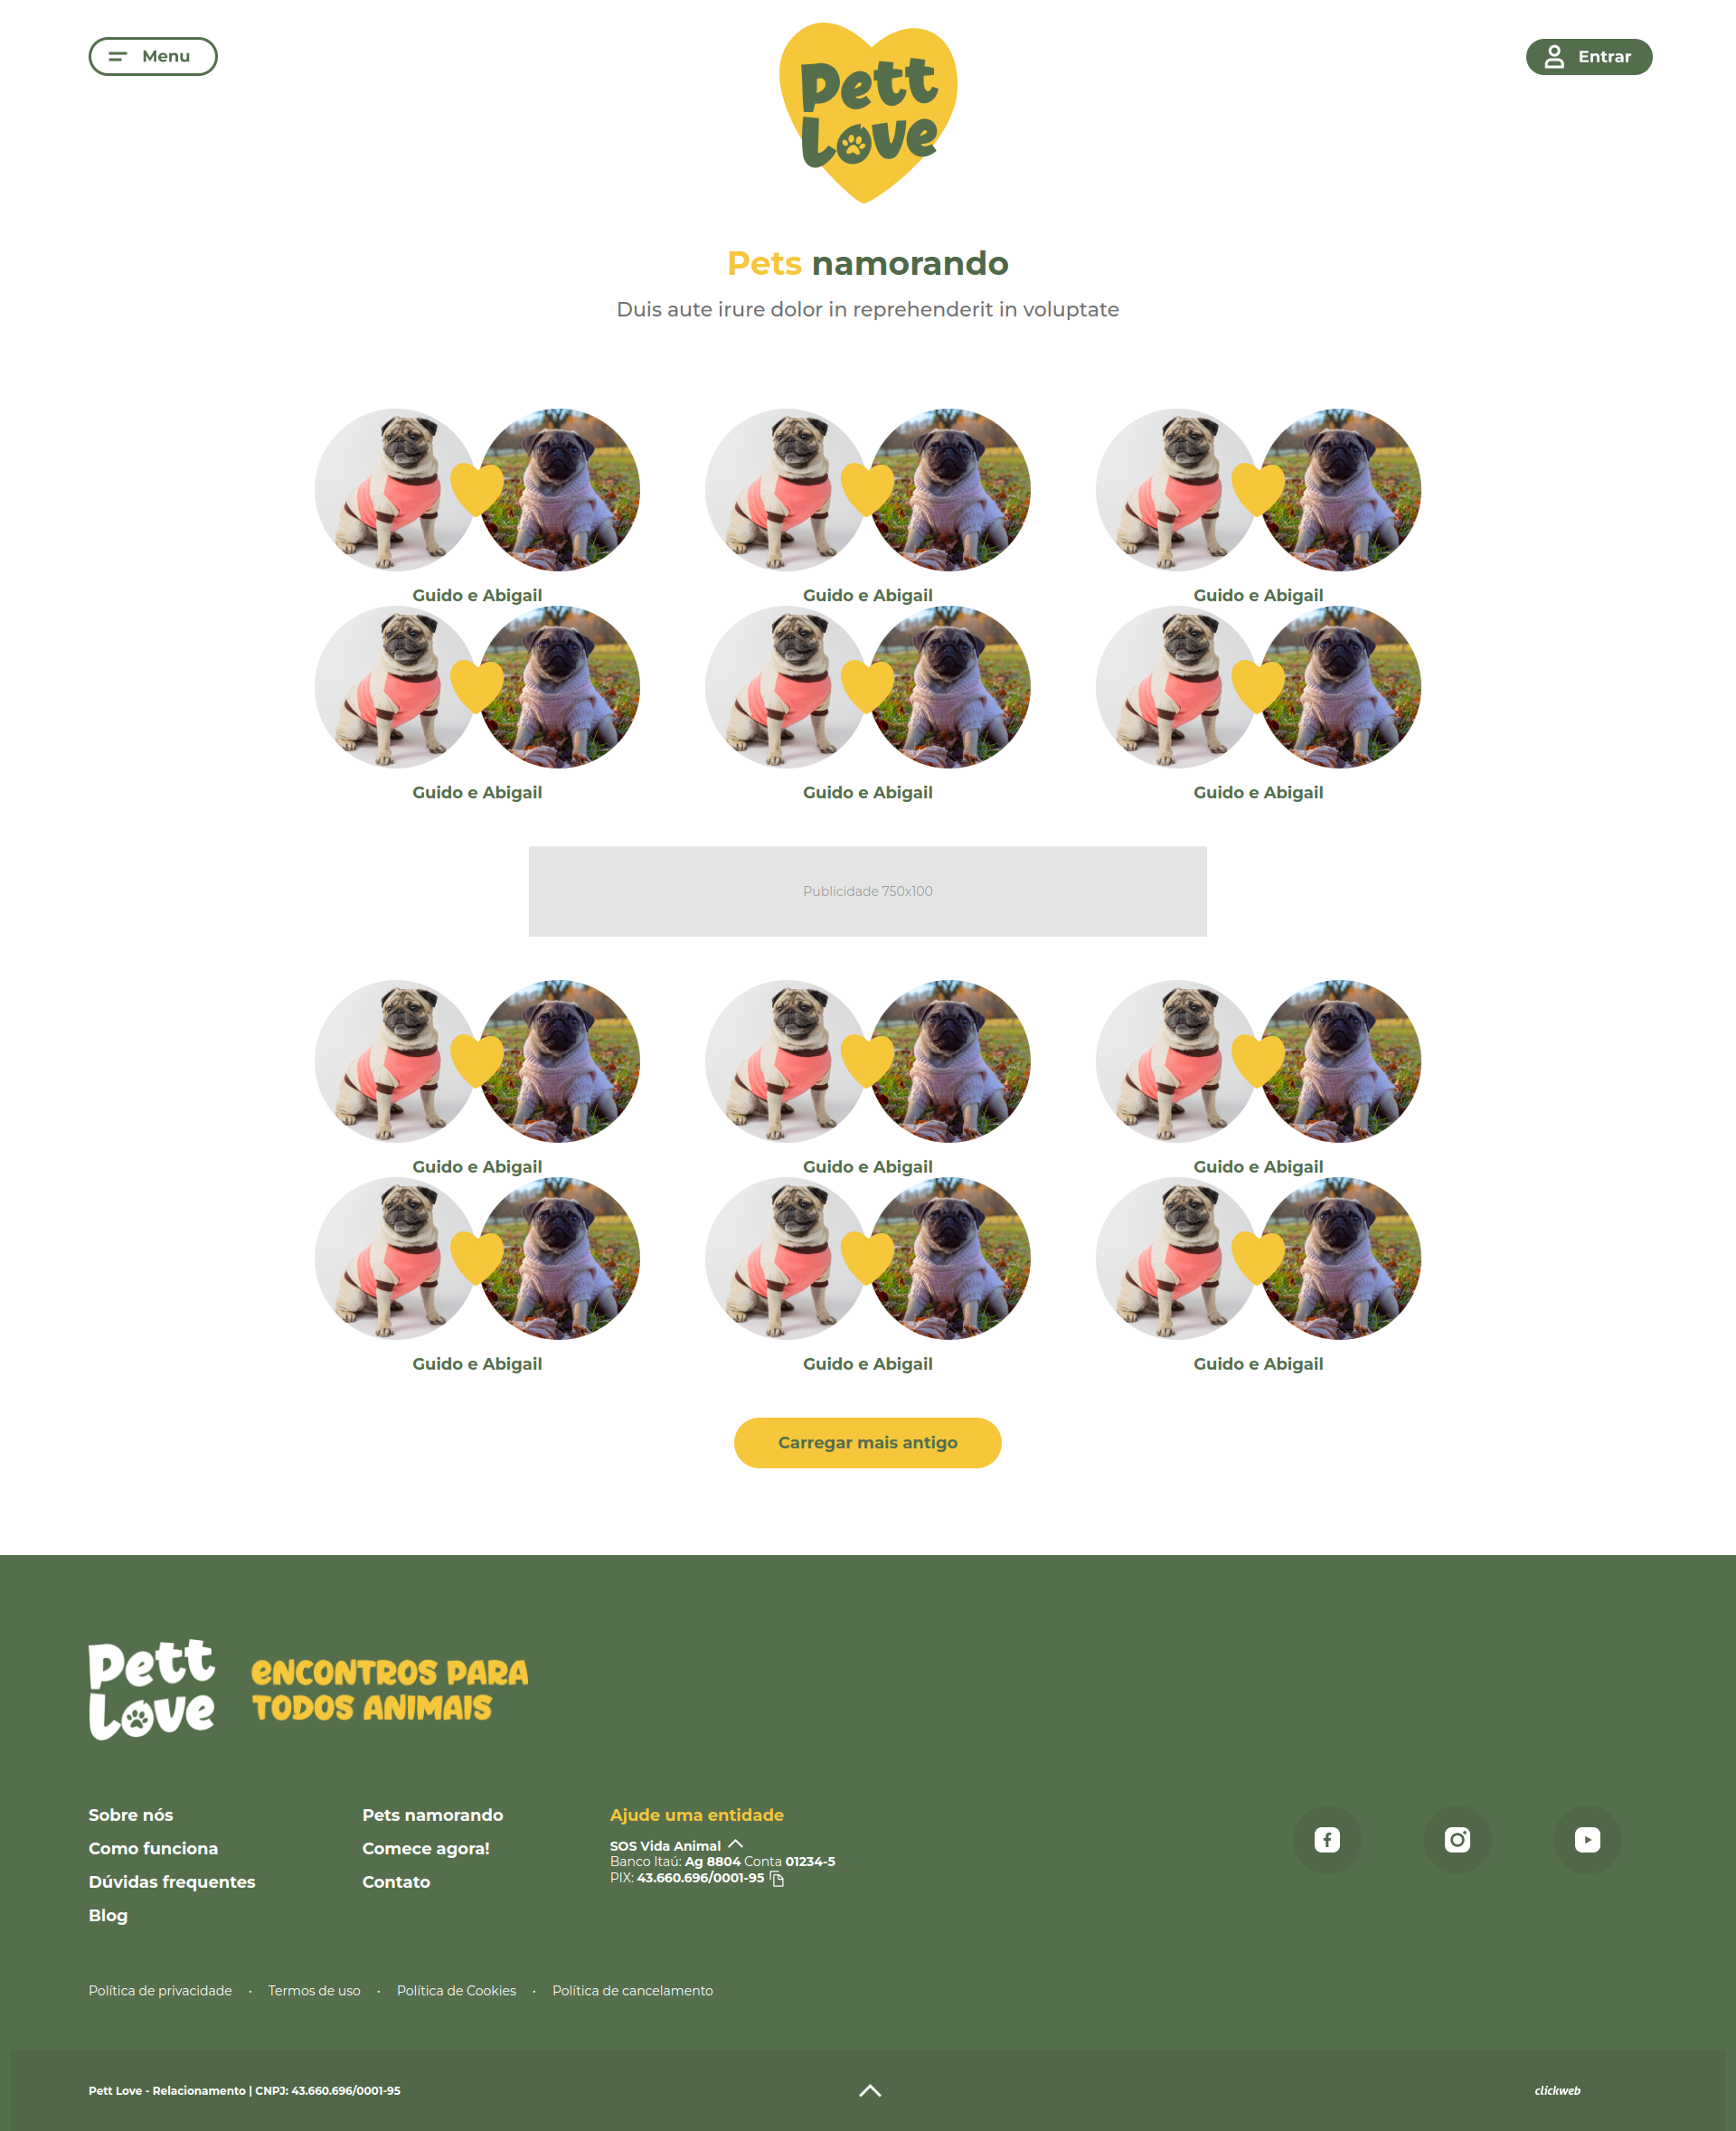 Menu
Pett
Love
Entrar
Pets namorando
Duis aute irure dolor in reprehenderit in voluptate
Guido e Abigail
Guido e Abigail
Guido e Abigail
Guido e Abigail
Guido e Abigail
Guido e Abigail
Publicidade 750x100
Guido e Abigail
Guido e Abigail
Guido e Abigail
Guido e Abigail
Guido e Abigail
Guido e Abigail
Carregar mais antigo
Pett
Love
ENCONTROS PARA
TODOS ANIMAIS
Sobre nós
Como funciona
Dúvidas frequentes
Blog
Pets namorando
Comece agora!
Contato
Ajude uma entidade
SOS Vida Animal
Banco Itaú: Ag 8804 Conta 01234-5
PIX: 43.660.696/0001-95
Política de privacidade • Termos de uso • Política de Cookies • Política de cancelamento
Pett Love - Relacionamento | CNPJ: 43.660.696/0001-95
clickweb